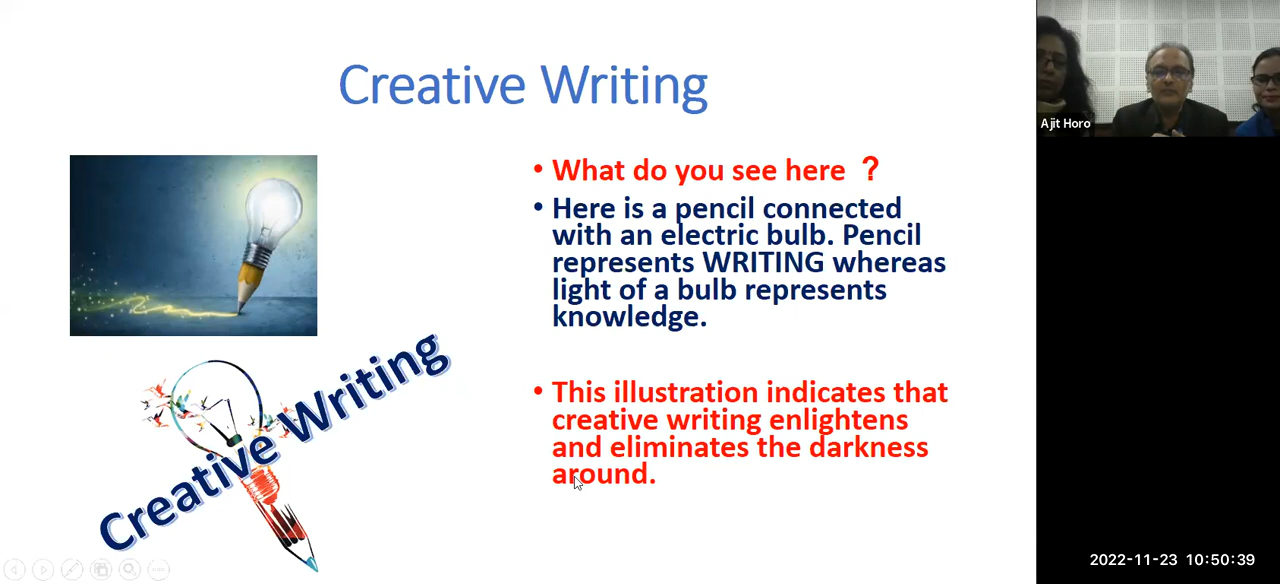 Creative Writing
What do you see here ?
Here is a pencil connected
with an electric bulb. Pencil
represents WRITING whereas
light of a bulb represents
knowledge.
This illustration indicates that
creative writing enlightens
and eliminates the darkness
around.
Creative Writing
Ajit Horo
2022-11-23 10:50:39